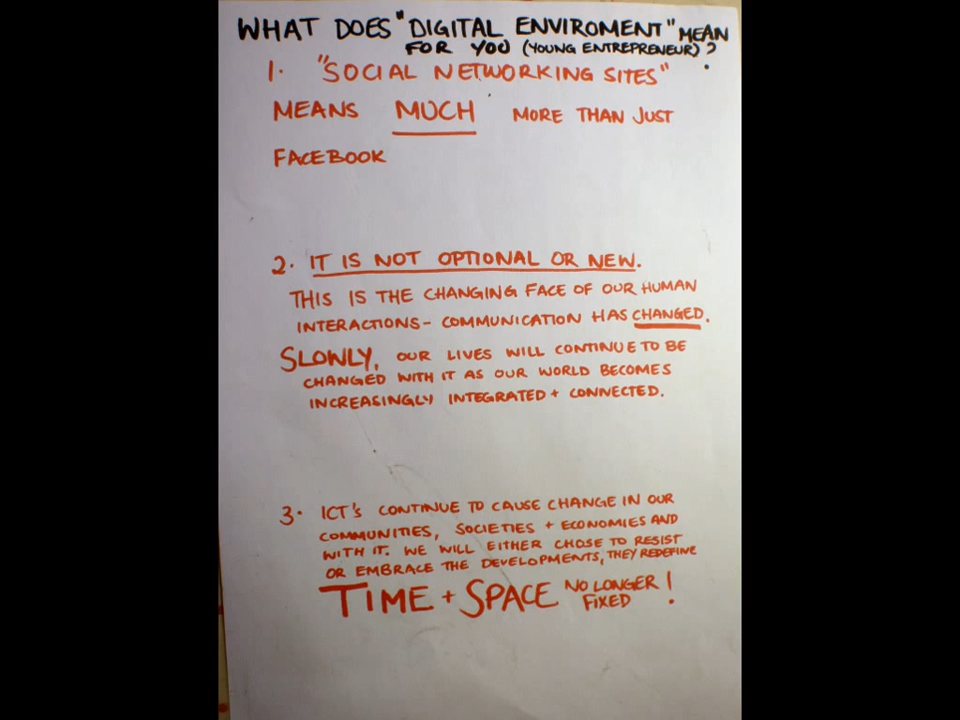 WHAT DOES "DIGITAL ENVIROMENT" MEAN
FOR YOU (YOUNG ENTREPRENEUR)?
1. "SOCIAL NETWORKING SITES"
MEANS MUCH MORE THAN JUST
FACEBOOK
2. IT IS NOT OPTIONAL OR NEW.
THIS IS THE CHANGING FACE OF OUR HUMAN
INTERACTIONS - COMMUNICATION HAS CHANGED.
SLOWLY, OUR LIVES WILL CONTINUE TO BE
CHANGED WITH IT AS OUR WORLD BECOMES
INCREASINGLY INTEGRATED + CONNECTED.
3. ICT'S CONTINUE TO CAUSE CHANGE IN OUR
COMMUNITIES, SOCIETIES + ECONOMIES AND
WITH IT. WE WILL EITHER CHOSE TO RESIST
OR EMBRACE THE DEVELOPMENTS, THEY REDEFINE
TIME + SPACE NO LONGER FIXED!